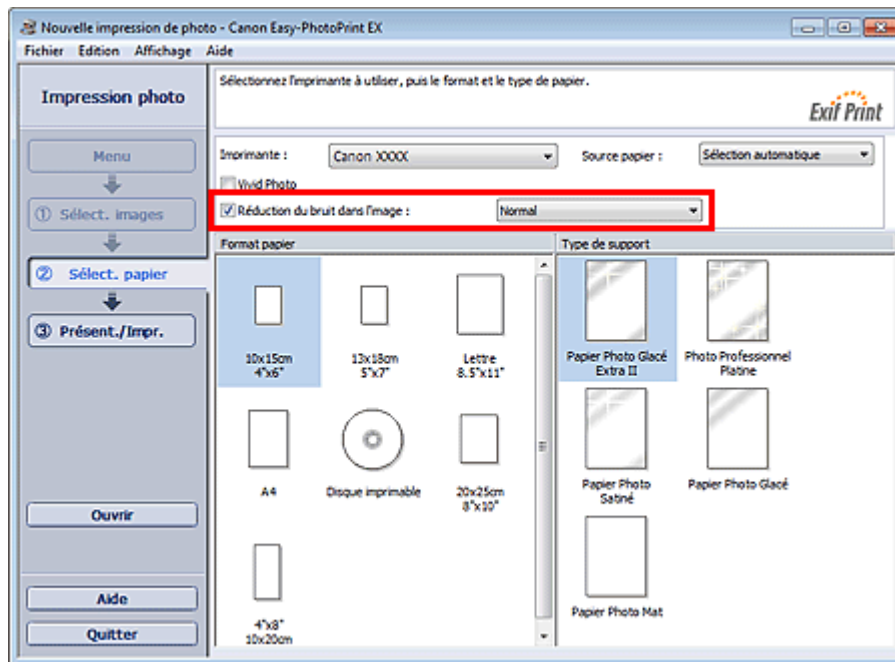 Nouvelle impression de photo - Canon Easy-PhotoPrint EX
Fichier Edition Affichage Aide
Impression photo
Sélectionnez l'imprimante à utiliser, puis le format et le type de papier.
Exif Print
Menu
① Sélect. images
② Sélect. papier
③ Présent./Impr.
Ouvrir
Aide
Quitter
Imprimante : Canon XXXX Source papier : Sélection automatique
Vivid Photo
Réduction du bruit dans l'image : Normal
Format papier
10x15cm
4"x6"
13x18cm
5"x7"
Lettre
8.5"x11"
A4
Disque imprimable
20x25cm
8"x10"
4"x8"
10x20cm
Type de support
Papier Photo Glacé
Extra II
Photo Professionnel
Platine
Papier Photo
Satiné
Papier Photo Glacé
Papier Photo Mat